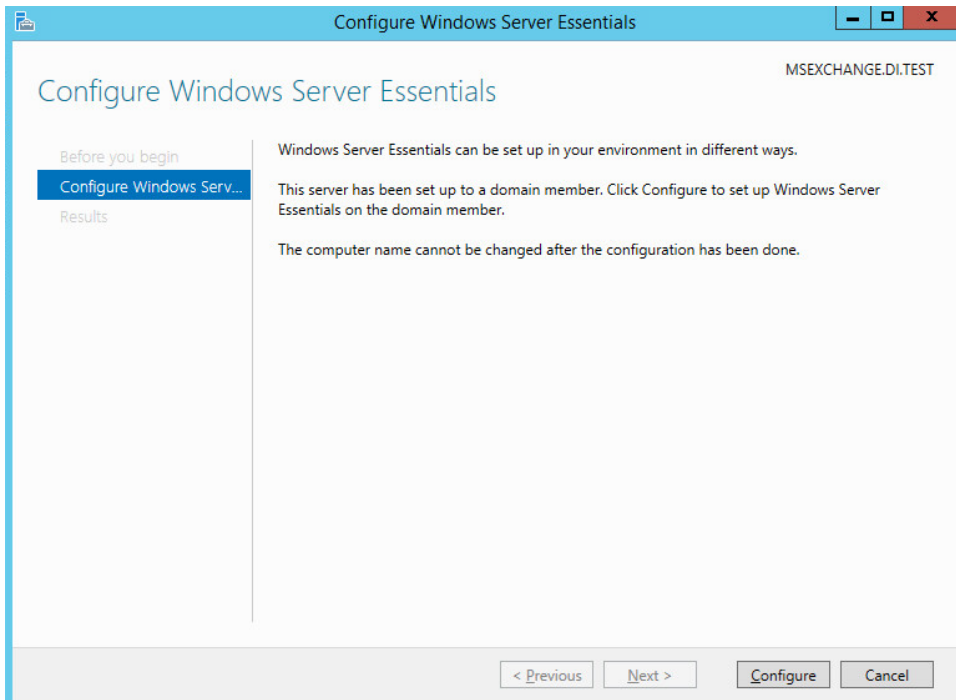 Configure Windows Server Essentials
MSEXCHANGE.DI.TEST
Configure Windows Server Essentials
Before you begin
Configure Windows Serv...
Results
Windows Server Essentials can be set up in your environment in different ways.
This server has been set up to a domain member. Click Configure to set up Windows Server
Essentials on the domain member.
The computer name cannot be changed after the configuration has been done.
< Previous
Next >
Configure
Cancel